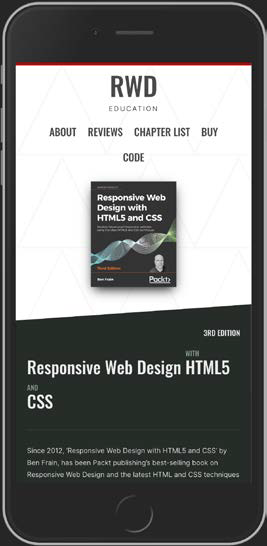 RWD
EDUCATION
ABOUT REVIEWS CHAPTER LIST BUY
CODE
Responsive Web
Design with
HTML5 and CSS
Third Edition
Ben Frain
Packt>
3RD EDITION
Responsive Web Design WITH HTML5
AND
CSS
Since 2012, ‘Responsive Web Design with HTML5 and CSS’ by
Ben Frain, has been Packt publishing’s best-selling book on
Responsive Web Design and the latest HTML and CSS techniques